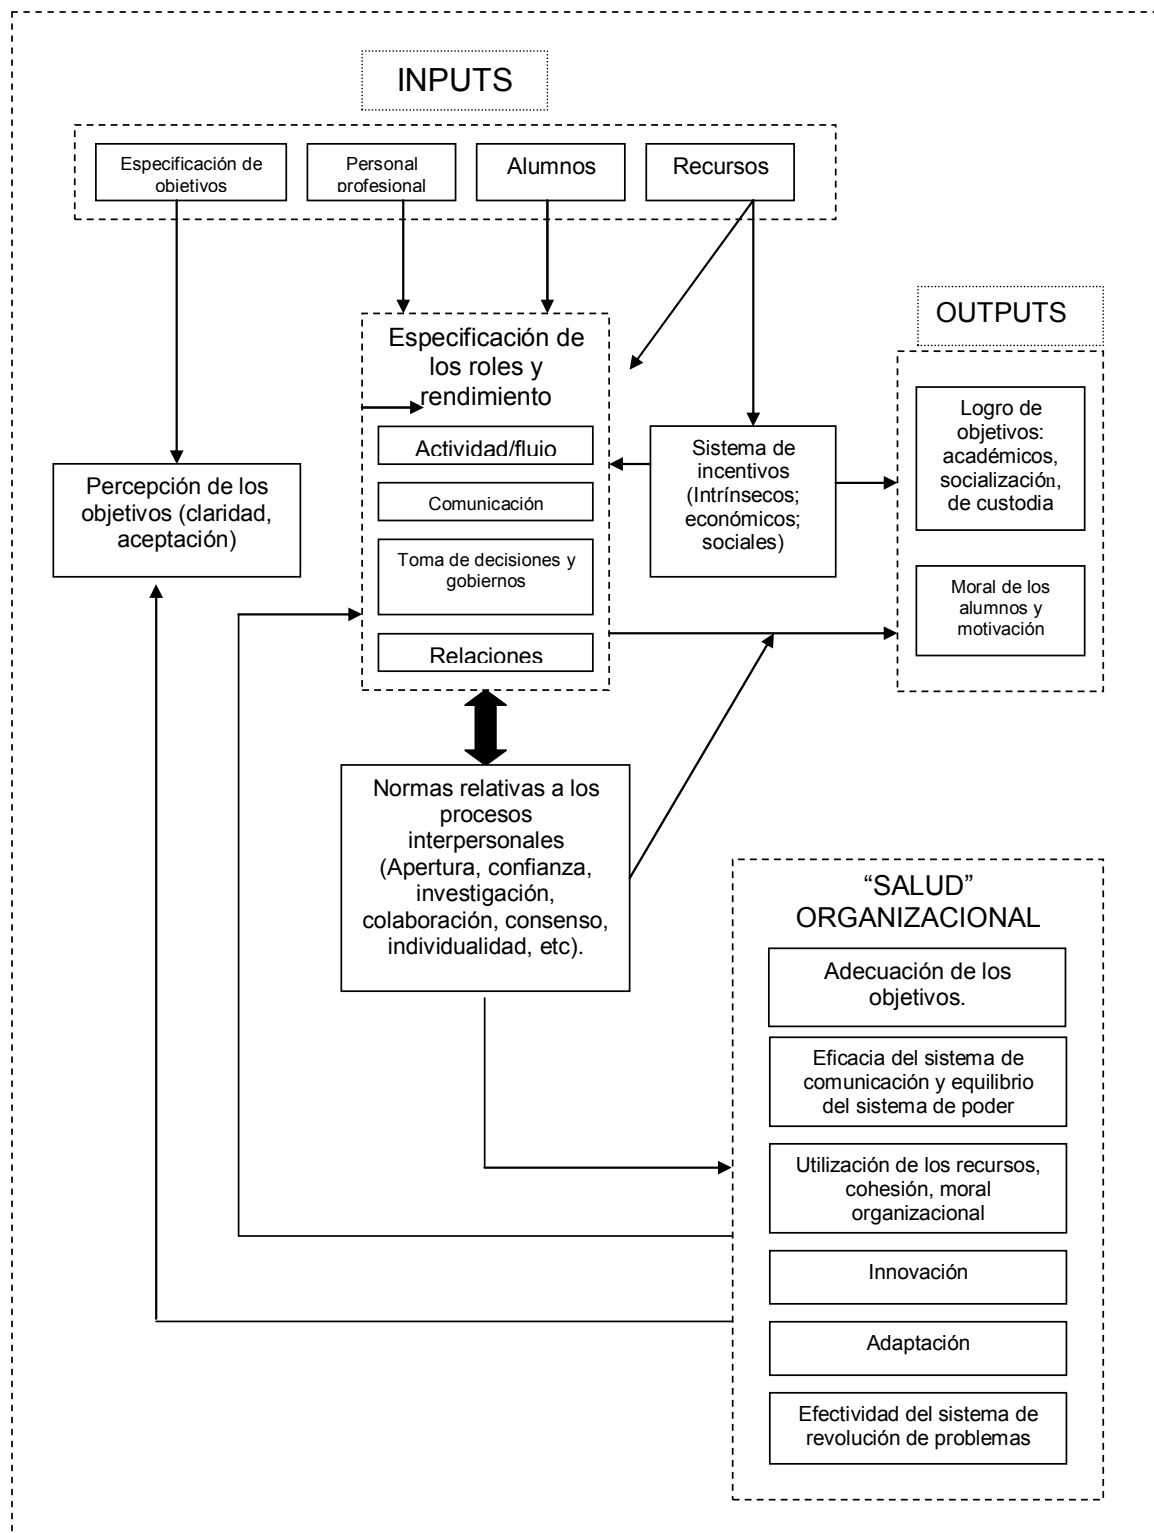 INPUTS
Especificación de
objetivos
Personal
profesional
Alumnos
Recursos
OUTPUTS
Especificación de
los roles y
rendimiento
Actividad/flujo
Comunicación
Toma de decisiones y
gobiernos
Relaciones
Percepción de los
objetivos (claridad,
aceptación)
Sistema de
incentivos
(Intrínsecos;
económicos;
sociales)
Logro de
objetivos:
académicos,
socialización,
de custodia
Moral de los
alumnos y
motivación
Normas relativas a los
procesos
interpersonales
(Apertura, confianza,
investigación,
colaboración, consenso,
individualidad, etc).
“SALUD”
ORGANIZACIONAL
Adecuación de los
objetivos.
Eficacia del sistema de
comunicación y equilibrio
del sistema de poder
Utilización de los recursos,
cohesión, moral
organizacional
Innovación
Adaptación
Efectividad del sistema de
revolución de problemas